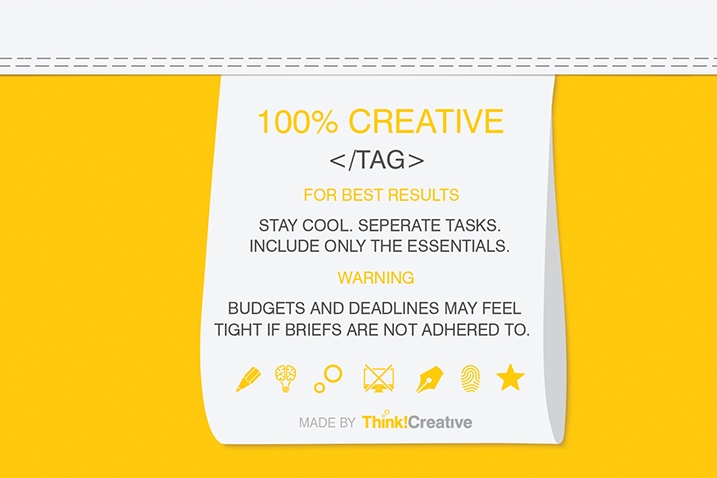 100% CREATIVE
</TAG>
FOR BEST RESULTS
STAY COOL. SEPERATE TASKS.
INCLUDE ONLY THE ESSENTIALS.
WARNING
BUDGETS AND DEADLINES MAY FEEL
TIGHT IF BRIEFS ARE NOT ADHERED TO.
MADE BY Think!Creative